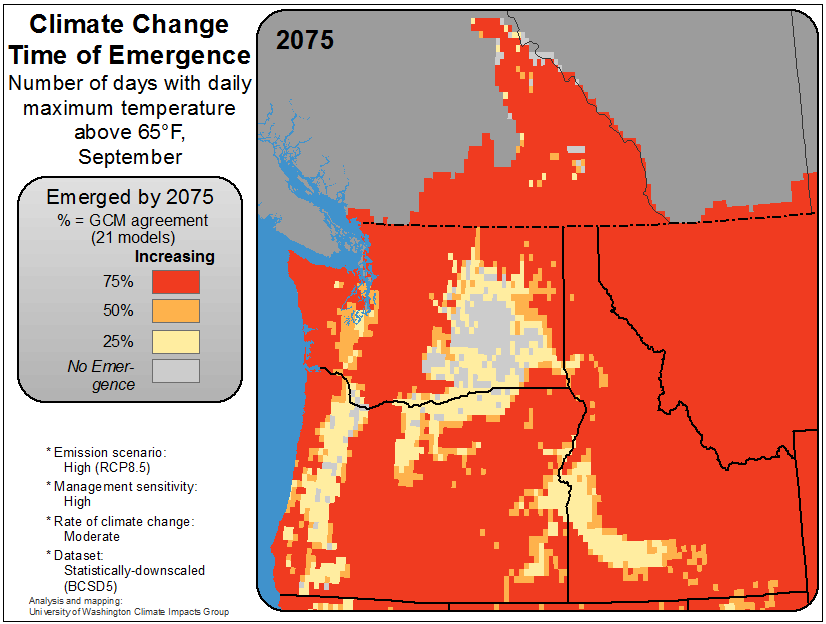 Climate Change
Time of Emergence
Number of days with daily
maximum temperature
above 65°F,
September
2075
Emerged by 2075
% = GCM agreement
(21 models)
Increasing
75%
50%
25%
No Emer-
gence
* Emission scenario:
High (RCP8.5)
* Management sensitivity:
High
* Rate of climate change:
Moderate
* Dataset:
Statistically-downscaled
(BCSD5)
Analysis and mapping:
University of Washington Climate Impacts Group